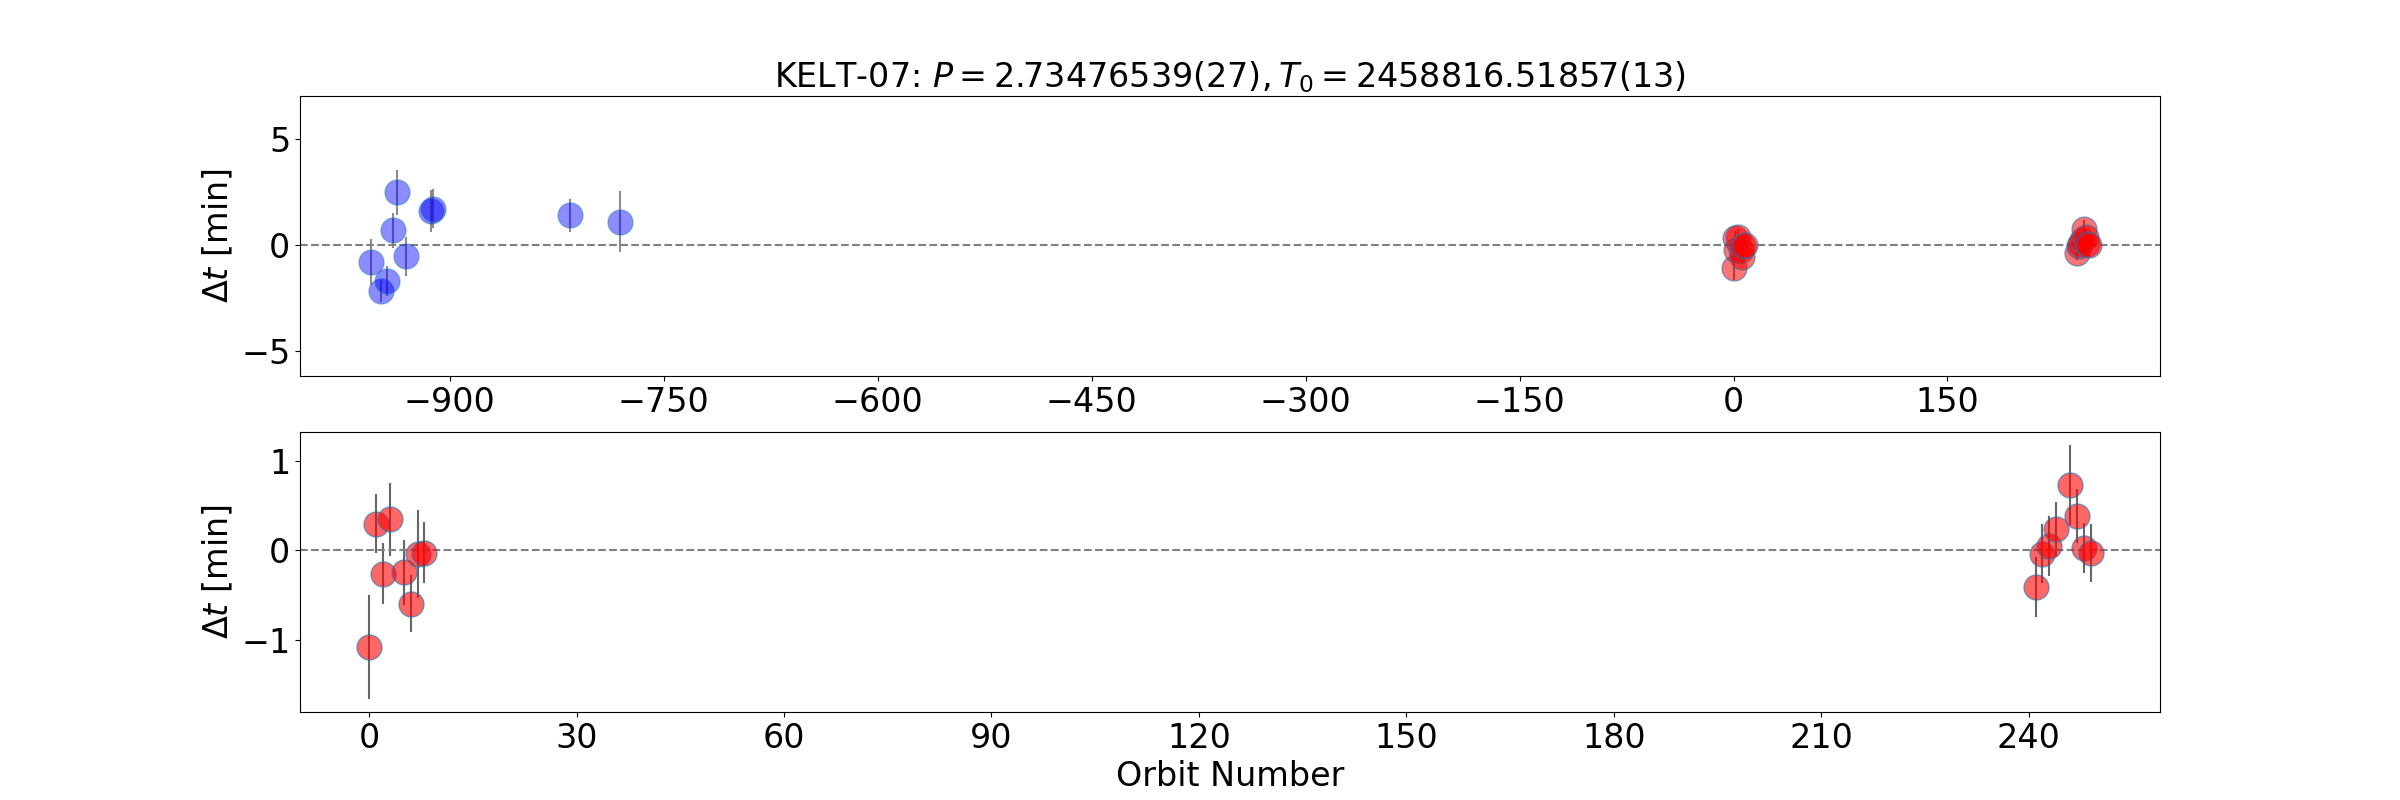 KELT-07: P = 2.73476539(27), T₀ = 2458816.51857(13)
Δt [min]
5
0
−5
−900 −750 −600 −450 −300 −150 0 150
Δt [min]
1
0
−1
0 30 60 90 120 150 180 210 240
Orbit Number